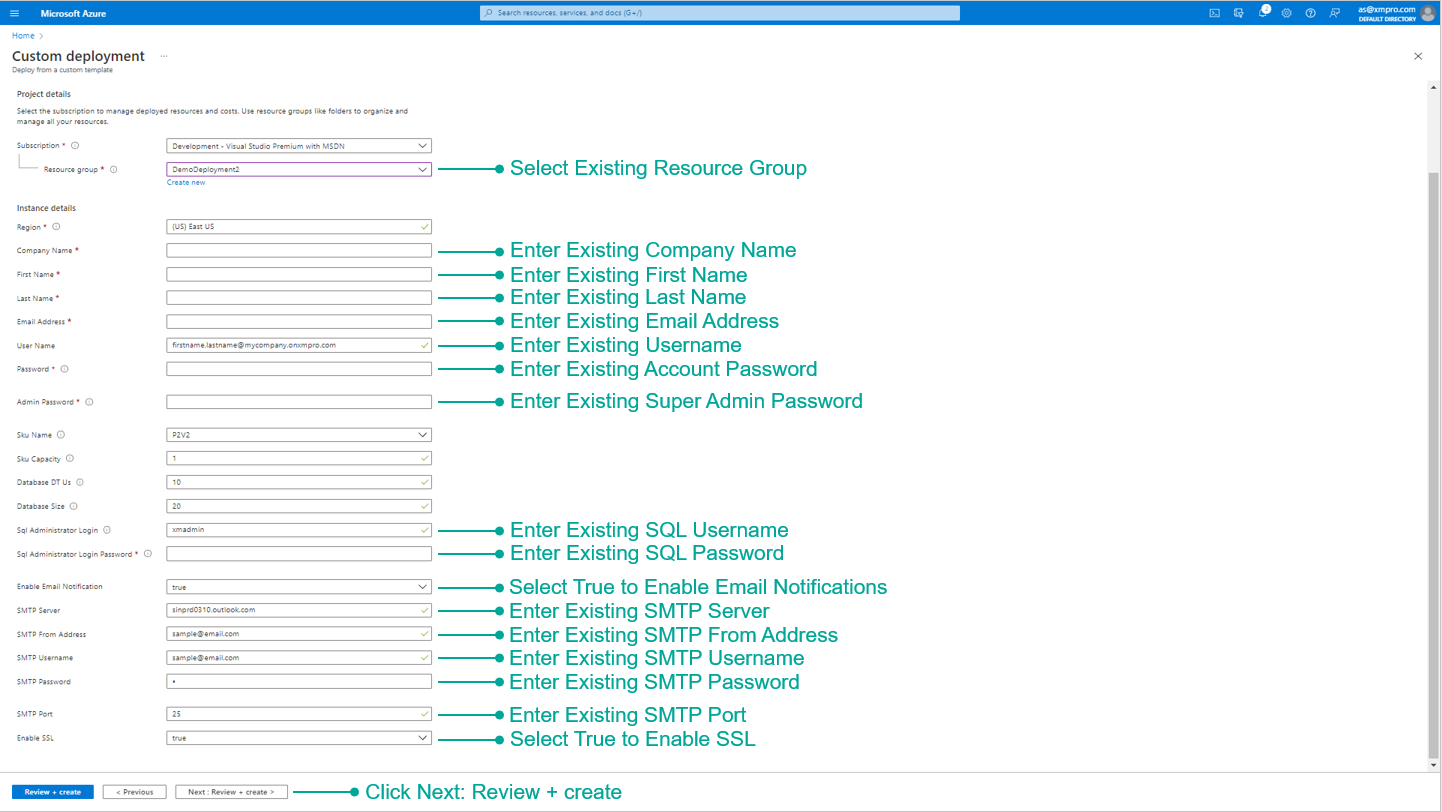 Microsoft Azure
Search resources, services, and docs (G+/)
2
as@xmpro.com
DEFAULT DIRECTORY
Home >
Custom deployment ...
Deploy from a custom template
Project details
Select the subscription to manage deployed resources and costs. Use resource groups like folders to organize and
manage all your resources.
Subscription * Development - Visual Studio Premium with MSDN
Resource group * DemoDeployment2 Select Existing Resource Group
Create new
Instance details
Region * (US) East US
Company Name * Enter Existing Company Name
First Name * Enter Existing First Name
Last Name * Enter Existing Last Name
Email Address * Enter Existing Email Address
User Name firstname.lastname@mycompany.onxmpro.com Enter Existing Username
Password * Enter Existing Account Password
Admin Password * Enter Existing Super Admin Password
Sku Name P2V2
Sku Capacity 1
Database DT Us 10
Database Size 20
Sql Administrator Login xmadmin Enter Existing SQL Username
Sql Administrator Login Password * Enter Existing SQL Password
Enable Email Notification true Select True to Enable Email Notifications
SMTP Server sinprd0310.outlook.com Enter Existing SMTP Server
SMTP From Address sample@email.com Enter Existing SMTP From Address
SMTP Username sample@email.com Enter Existing SMTP Username
SMTP Password • Enter Existing SMTP Password
SMTP Port 25 Enter Existing SMTP Port
Enable SSL true Select True to Enable SSL
Review + create < Previous Next : Review + create > Click Next: Review + create